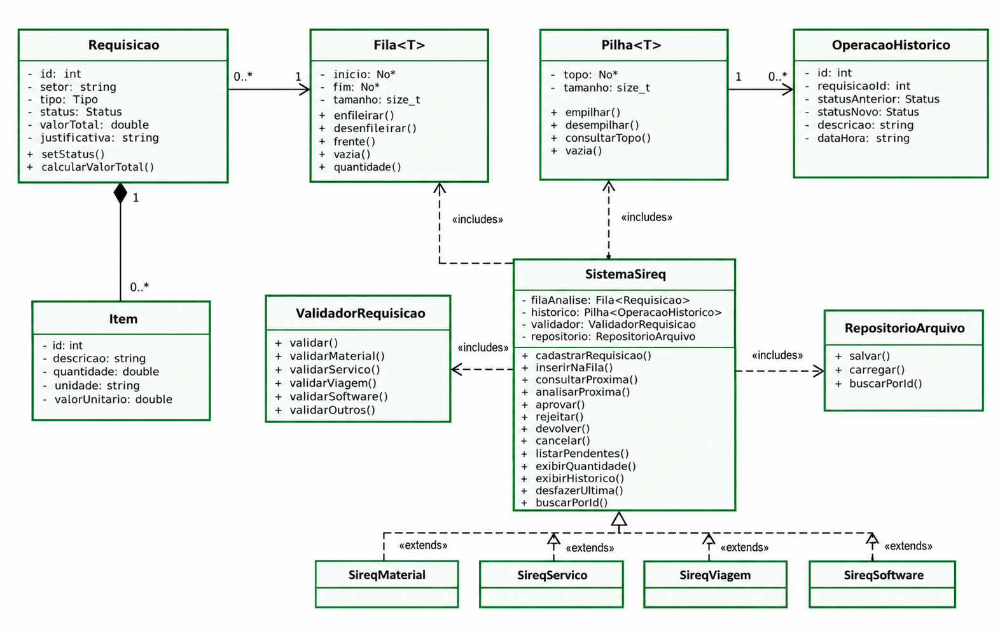 Requisicao
- id: int
- setor: string
- tipo: Tipo
- status: Status
- valorTotal: double
- justificativa: string
+ setStatus()
+ calcularValorTotal()
0..*
1
Fila<T>
- inicio: No*
- fim: No*
- tamanho: size_t
+ enfileirar()
+ desenfileirar()
+ frente()
+ vazia()
+ quantidade()
Pilha<T>
- topo: No*
- tamanho: size_t
+ empilhar()
+ desempilhar()
+ consultarTopo()
+ vazia()
1
0..*
OperacaoHistorico
- id: int
- requisicaoId: int
- statusAnterior: Status
- statusNovo: Status
- descricao: string
- dataHora: string
1
0..*
«includes»
«includes»
Item
- id: int
- descricao: string
- quantidade: double
- unidade: string
- valorUnitario: double
ValidadorRequisicao
+ validar()
+ validarMaterial()
+ validarServico()
+ validarViagem()
+ validarSoftware()
+ validarOutros()
«includes»
SistemaSireq
- filaAnalise: Fila<Requisicao>
- historico: Pilha<OperacaoHistorico>
- validador: ValidadorRequisicao
- repositorio: RepositorioArquivo
+ cadastrarRequisicao()
+ inserirNaFila()
+ consultarProxima()
+ analisarProxima()
+ aprovar()
+ rejeitar()
+ devolver()
+ cancelar()
+ listarPendentes()
+ exibirQuantidade()
+ exibirHistorico()
+ desfazerUltima()
+ buscarPorId()
«includes»
RepositorioArquivo
+ salvar()
+ carregar()
+ buscarPorId()
«extends»
«extends»
«extends»
«extends»
SireqMaterial
SireqServico
SireqViagem
SireqSoftware